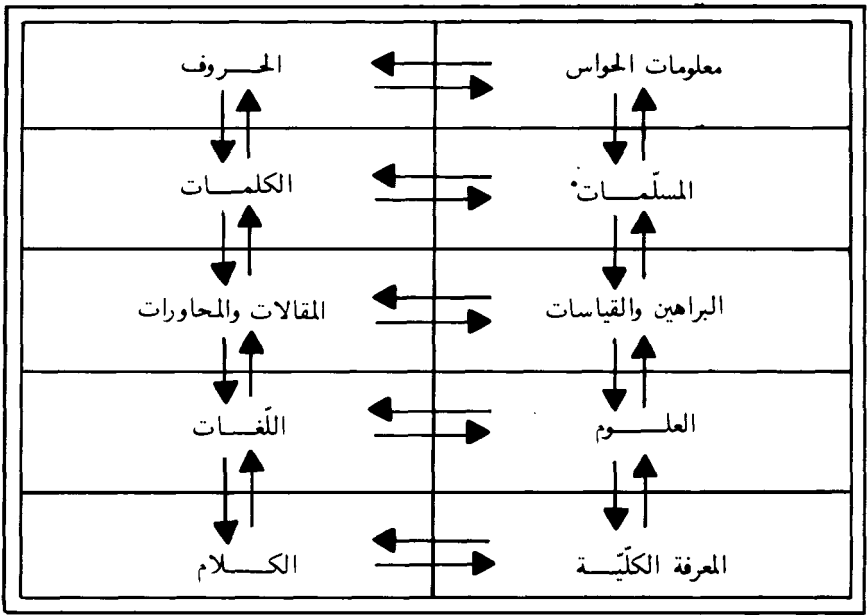 معلومات الحواس الحروف
المسلّمات الكلمات
البراهين والقياسات المقالات والمحاورات
العلوم اللّغات
المعرفة الكلّيّة الكلام